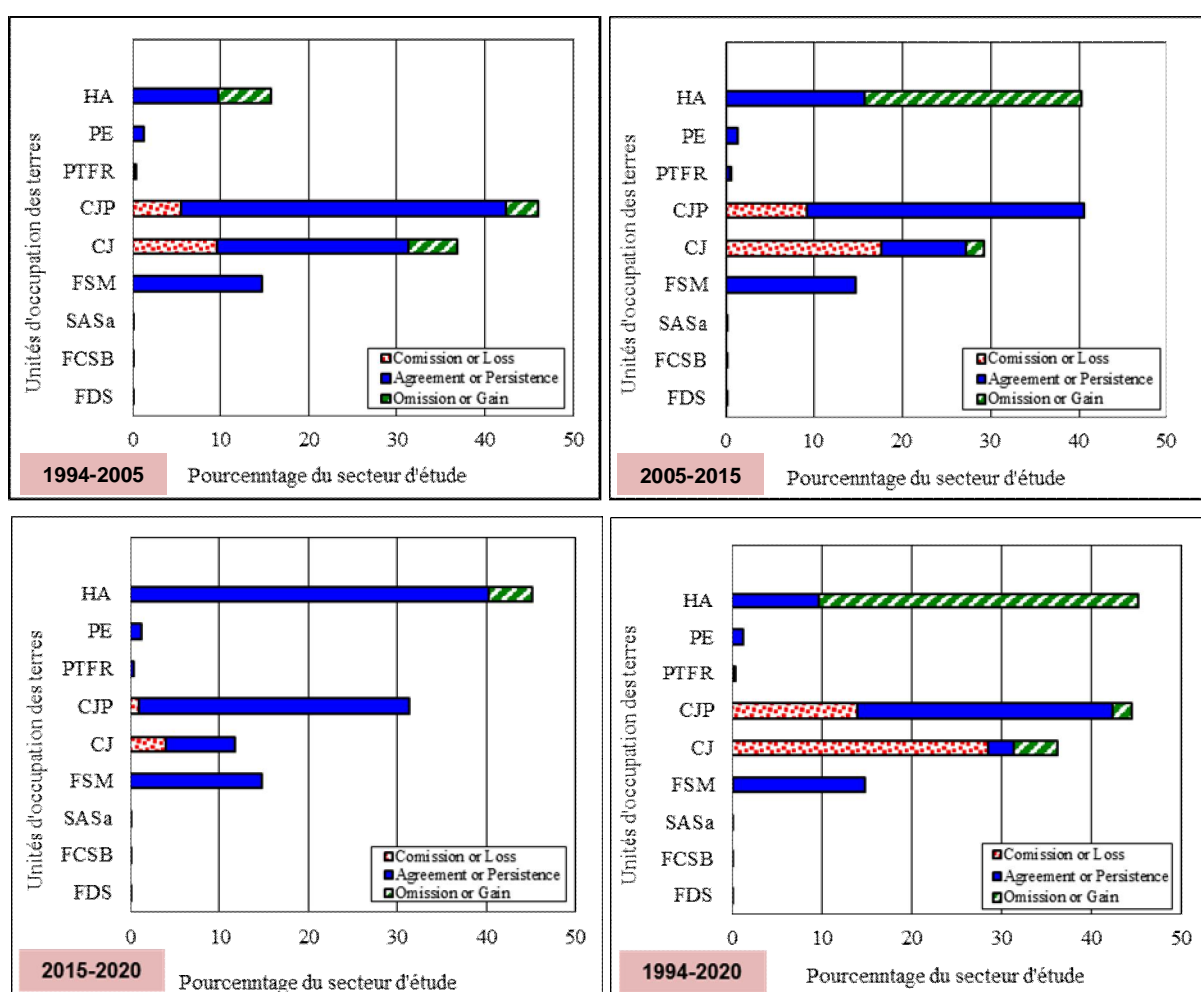 HA
PE
PTFR
CJP
CJ
FSM
SASa
FCSB
FDS
Unités d'occupation des terres
Comission or Loss
Agreement or Persistence
Omission or Gain
0 10 20 30 40 50
1994-2005
Pourcenntage du secteur d'étude
HA
PE
PTFR
CJP
CJ
FSM
SASa
FCSB
FDS
Unités d'occupation des terres
Comission or Loss
Agreement or Persistence
Omission or Gain
0 10 20 30 40 50
2005-2015
Pourcenntage du secteur d'étude
HA
PE
PTFR
CJP
CJ
FSM
SASa
FCSB
FDS
Unités d'occupation des terres
Comission or Loss
Agreement or Persistence
Omission or Gain
0 10 20 30 40 50
2015-2020
Pourcenntage du secteur d'étude
HA
PE
PTFR
CJP
CJ
FSM
SASa
FCSB
FDS
Unités d'occupation des terres
Comission or Loss
Agreement or Persistence
Omission or Gain
0 10 20 30 40 50
1994-2020
Pourcenntage du secteur d'étude